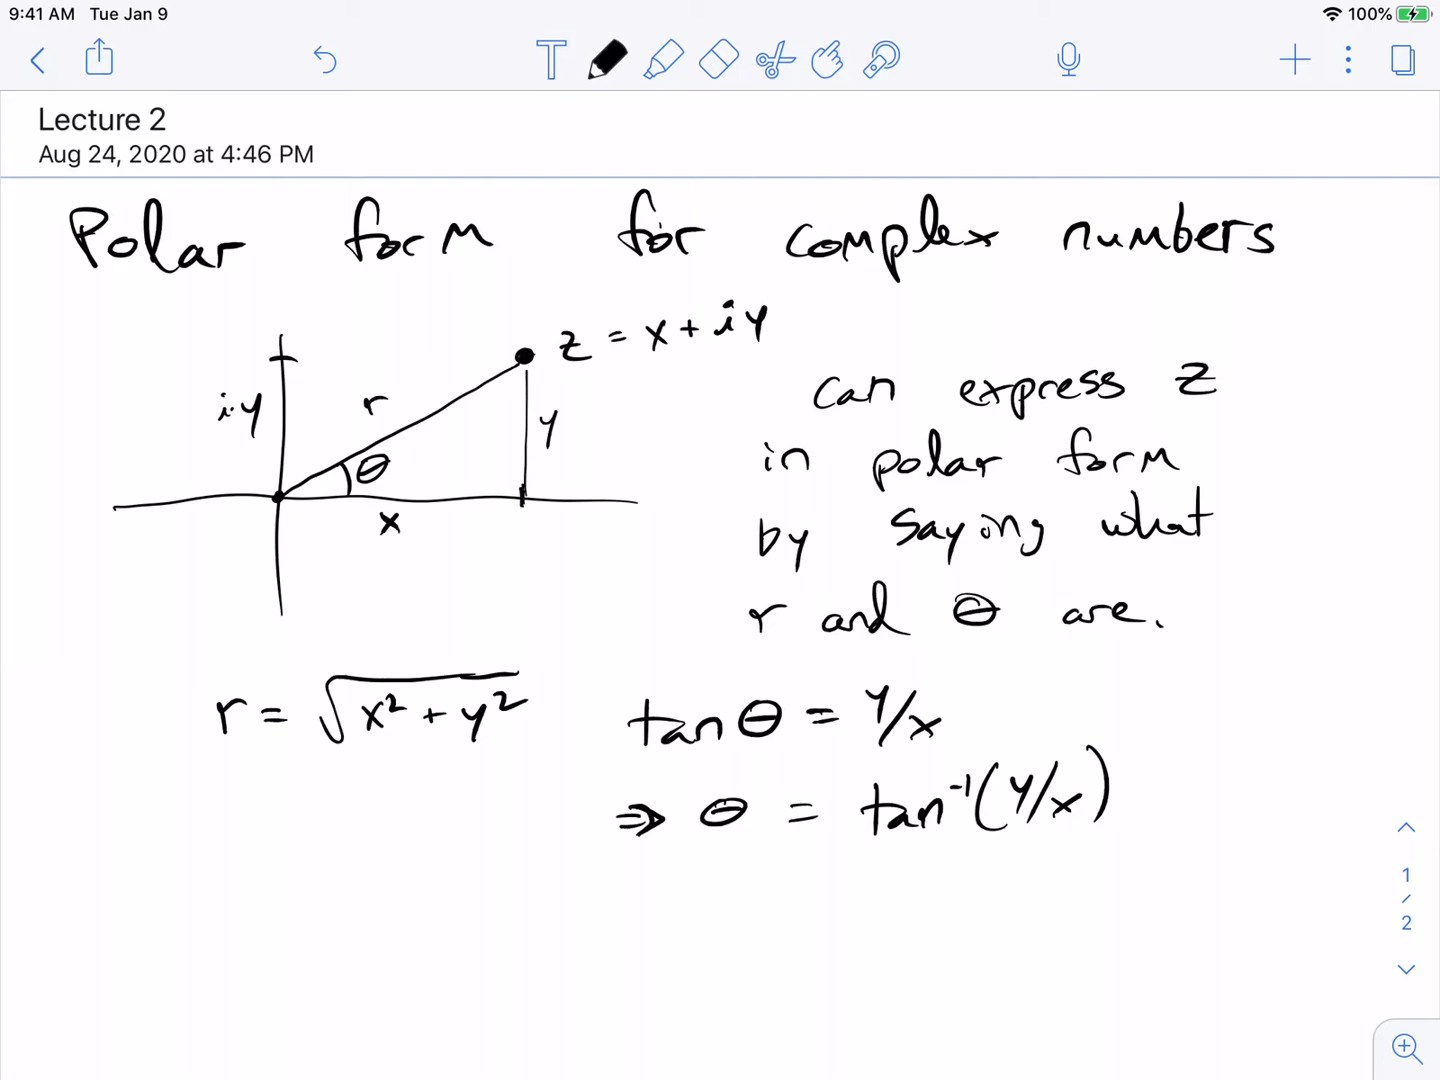 9:41 AM Tue Jan 9 100%
Lecture 2
Aug 24, 2020 at 4:46 PM
Polar form for complex numbers
z = x + iy
iy
r
θ
y
x
can express z
in polar form
by saying what
r and θ are.
r = √x² + y²
tan θ = y/x
⇒ θ = tan⁻¹(y/x)
1
/
2